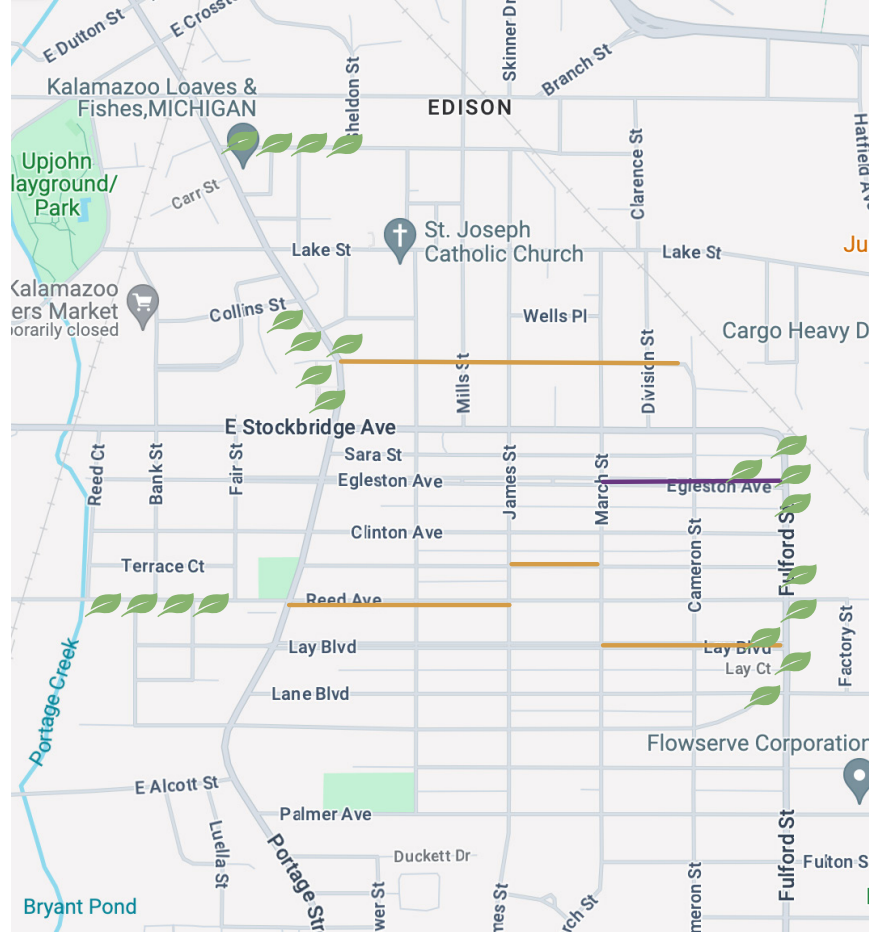 E Dutton St
E Crosst
Skinner Dr
Branch St
Kalamazoo Loaves &
Fishes,MICHIGAN
heldon St
EDISON
Hatfield Av
Upjohn
layground/
Park
Clarence St
Carr St
St. Joseph
Catholic Church
Lake St
Lake St
Ju
Kalamazoo
ers Market
porarily closed
Collins St
Wells Pl
Cargo Heavy D
Mills St
Division St
E Stockbridge Ave
Sara St
Reed Ct
Bank St
Fair St
Egleston Ave
James St
March St
Egleston Ave
Clinton Ave
Cameron St
Fulford St
Terrace Ct
Reed Ave
Factory St
Lay Blvd
Lay Blvd
Lay Ct
Portage Creek
Lane Blvd
Flowserve Corporation
E Alcott St
Palmer Ave
Luella St
Portage Str
Duckett Dr
Fulford St
Fulton S
wer St
mes St
rch St
meron St
Bryant Pond